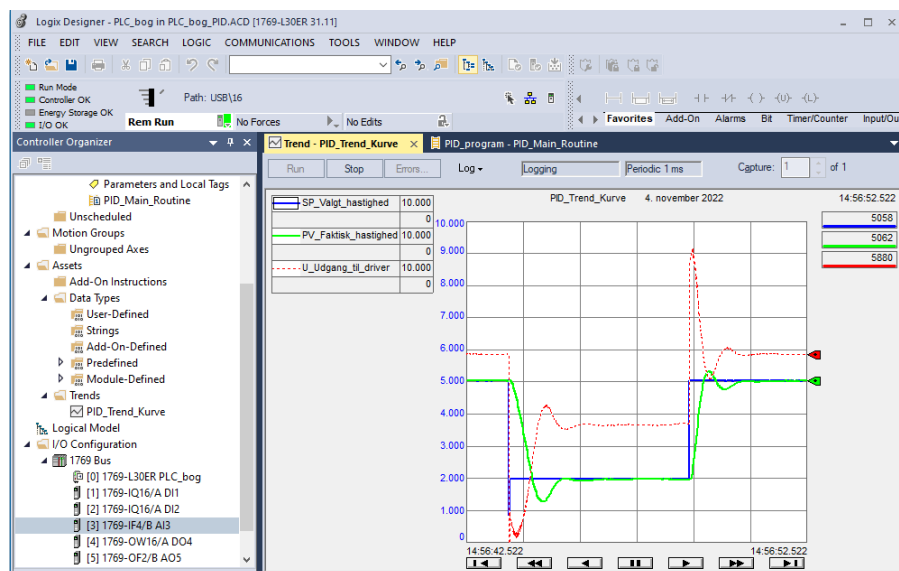 Logix Designer - PLC_bog in PLC_bog_PID.ACD [1769-L30ER 31.11]
FILE EDIT VIEW SEARCH LOGIC COMMUNICATIONS TOOLS WINDOW HELP
Run Mode
Controller OK
Energy Storage OK
I/O OK
Path: USB\16
Rem Run
No Forces
No Edits
Favorites Add-On Alarms Bit Timer/Counter Input/Ou
Controller Organizer
Parameters and Local Tags
PID_Main_Routine
Unscheduled
Motion Groups
Ungrouped Axes
Assets
Add-On Instructions
Data Types
User-Defined
Strings
Add-On-Defined
Predefined
Module-Defined
Trends
PID_Trend_Kurve
Logical Model
I/O Configuration
1769 Bus
[0] 1769-L30ER PLC_bog
[1] 1769-IQ16/A DI1
[2] 1769-IQ16/A DI2
[3] 1769-IF4/B AI3
[4] 1769-OW16/A DO4
[5] 1769-OF2/B AO5
Trend - PID_Trend_Kurve
PID_program - PID_Main_Routine
Run Stop Errors... Log Logging Periodic 1 ms Capture: 1 of 1
SP_Valgt_hastighed 10.000
0
PV_Faktisk_hastighed 10.000
0
U_Udgang_til_driver 10.000
0
PID_Trend_Kurve 4. november 2022 14:56:52.522
5058
5062
5880
10.000
9.000
8.000
7.000
6.000
5.000
4.000
3.000
2.000
1.000
0
14:56:42.522 14:56:52.522